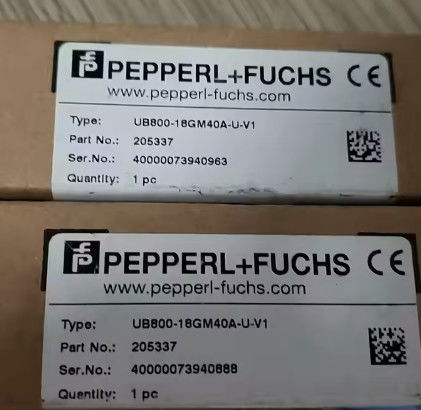 PEPPERL+FUCHS CE
www.pepperl-fuchs.com
Type: UB800-18GM40A-U-V1
Part No.: 205337
Ser.No.: 40000073940963
Quantity: 1 pc
PEPPERL+FUCHS CE
www.pepperl-fuchs.com
Type: UB800-18GM40A-U-V1
Part No.: 205337
Ser.No.: 40000073940888
Quentity: 1 pc